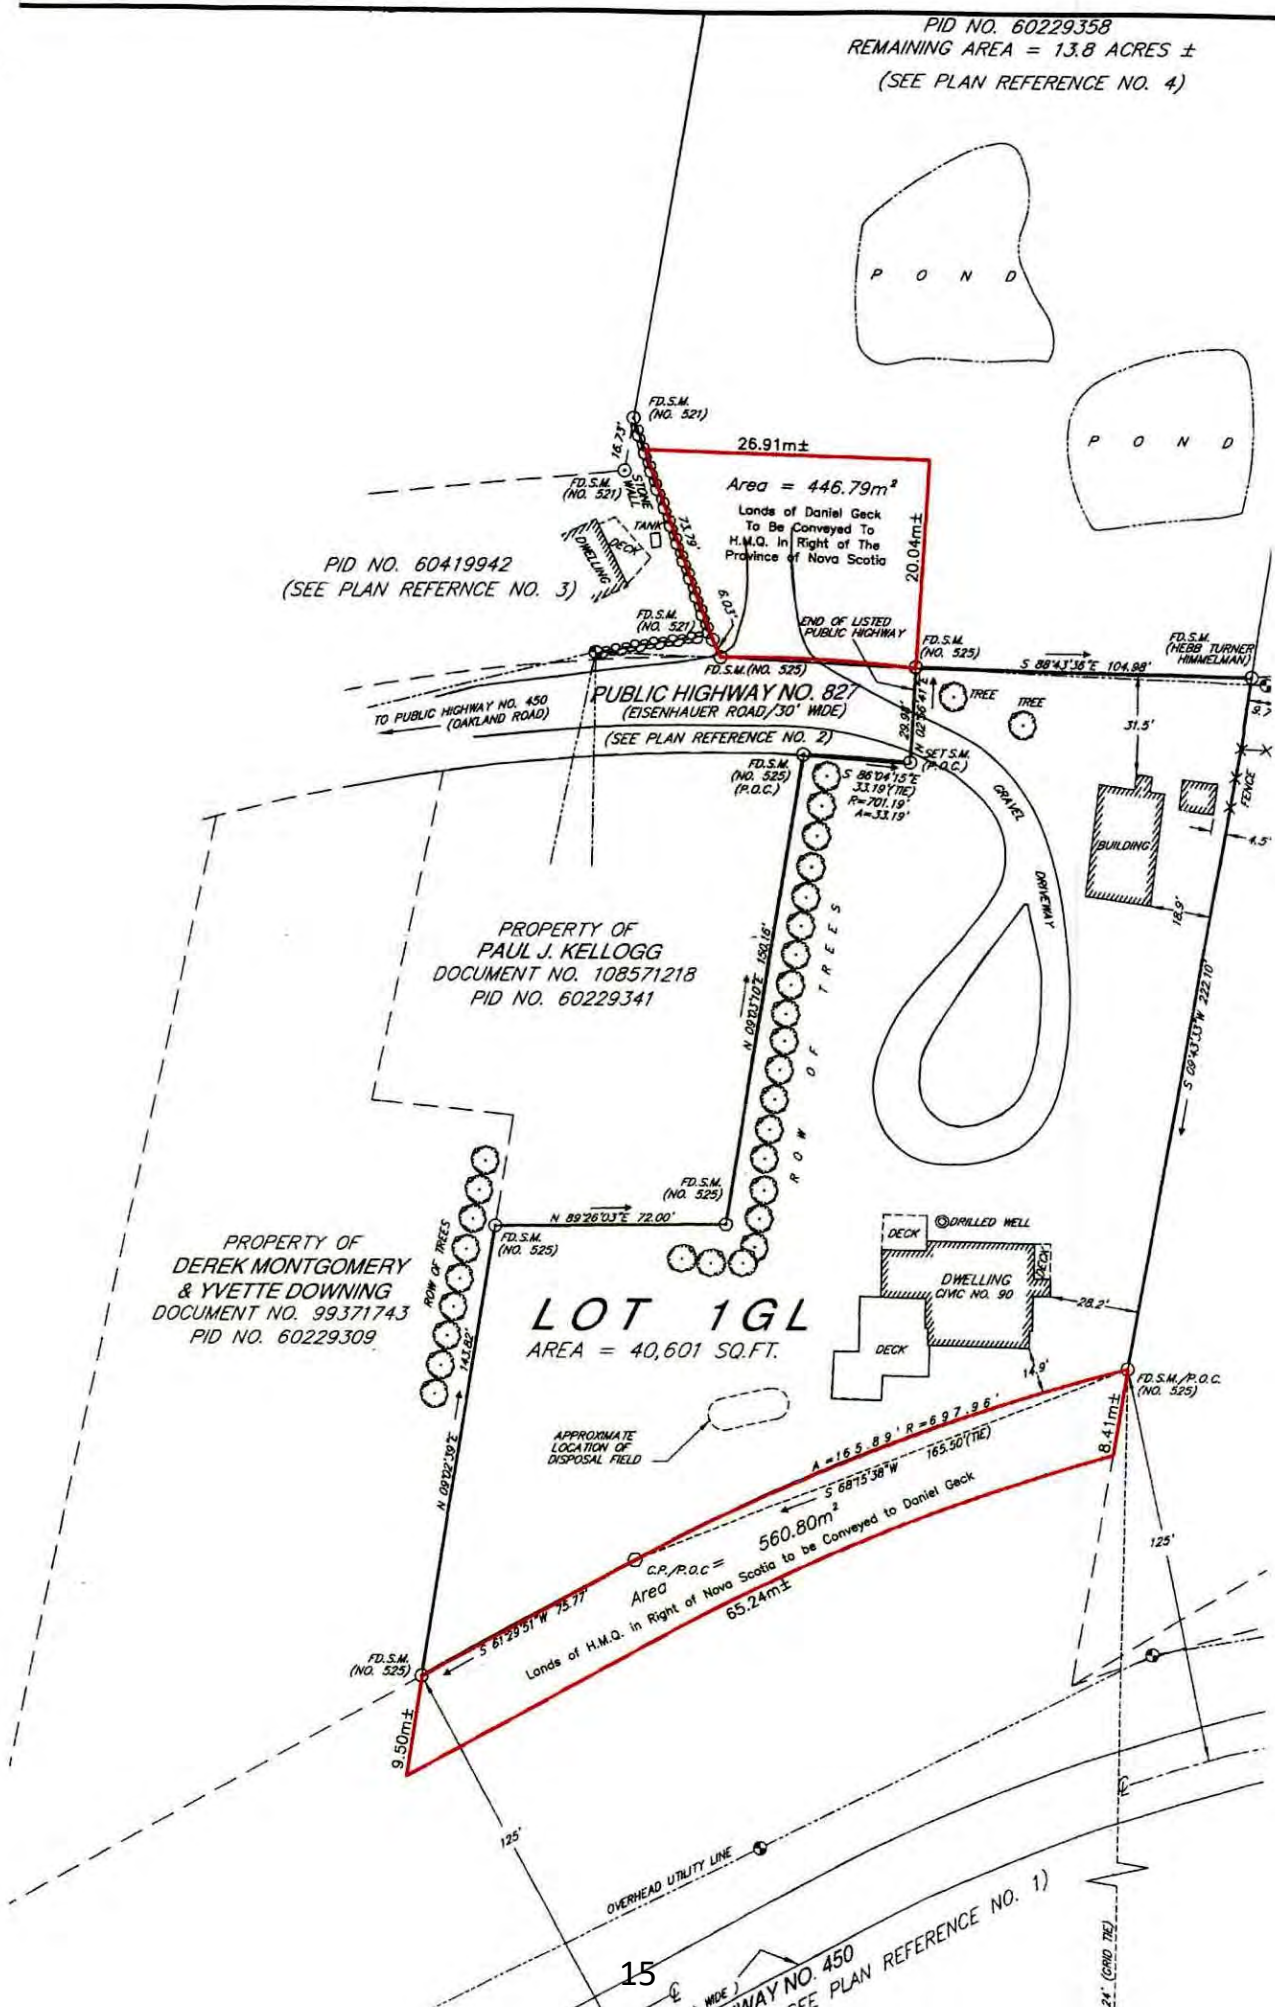 PID NO. 60229358
REMAINING AREA = 13.8 ACRES ±
(SEE PLAN REFERENCE NO. 4)
P O N D
P O N D
FD.S.M.
(NO. 521)
16.73'
FD.S.M.
(NO. 521)
STONE
WALL
TANK
DECK
DWELLING
73.79'
26.91m±
Area = 446.79m²
Lands of Daniel Geck
To Be Conveyed To
H.M.Q. In Right of The
Province of Nova Scotia
20.04m±
PID NO. 60419942
(SEE PLAN REFERNCE NO. 3)
FD.S.M.
(NO. 521)
6.03'
END OF LISTED
PUBLIC HIGHWAY
FD.S.M.
(NO. 525)
FD.S.M.
(HEBB TURNER
HIMMELMAN)
S 88°43'36"E 104.98'
FD.S.M.(NO. 525)
PUBLIC HIGHWAY NO. 827
(EISENHAUER ROAD/30' WIDE)
(SEE PLAN REFERENCE NO. 2)
TO PUBLIC HIGHWAY NO. 450
(OAKLAND ROAD)
TREE
TREE
31.5'
FENCE
SET S.M.
(P.O.C.)
FD.S.M.
(NO. 525)
(P.O.C.)
S 86°04'15"E
33.19'(TIE)
R=701.19'
A=33.19'
GRAVEL
DRIVEWAY
BUILDING
4.5'
18.9'
S 09°43'33"W 222.10'
PROPERTY OF
PAUL J. KELLOGG
DOCUMENT NO. 108571218
PID NO. 60229341
N 09°03'10"E 150.16'
ROW OF TREES
FD.S.M.
(NO. 525)
N 89°26'03"E 72.00'
FD.S.M.
(NO. 525)
ROW OF TREES
PROPERTY OF
DEREK MONTGOMERY
& YVETTE DOWNING
DOCUMENT NO. 99371743
PID NO. 60229309
143.82'
N 09°02'39"E
LOT 1GL
AREA = 40,601 SQ.FT.
DECK
DRILLED WELL
DECK
DWELLING
CIVIC NO. 90
DECK
28.2'
14.9'
FD.S.M./P.O.C.
(NO. 525)
8.41m±
APPROXIMATE
LOCATION OF
DISPOSAL FIELD
A=165.89' R=697.96'
S 68°15'38"W 165.50'(TIE)
C.P./P.O.C.
Area = 560.80m²
Lands of H.M.Q. in Right of Nova Scotia to be Conveyed to Daniel Geck
65.24m±
S 61°29'51"W 75.77'
FD.S.M.
(NO. 525)
9.50m±
125'
125'
OVERHEAD UTILITY LINE
15
WIDE )
WAY NO. 450
SEE PLAN REFERENCE NO. 1)
24' (GRID TIE)